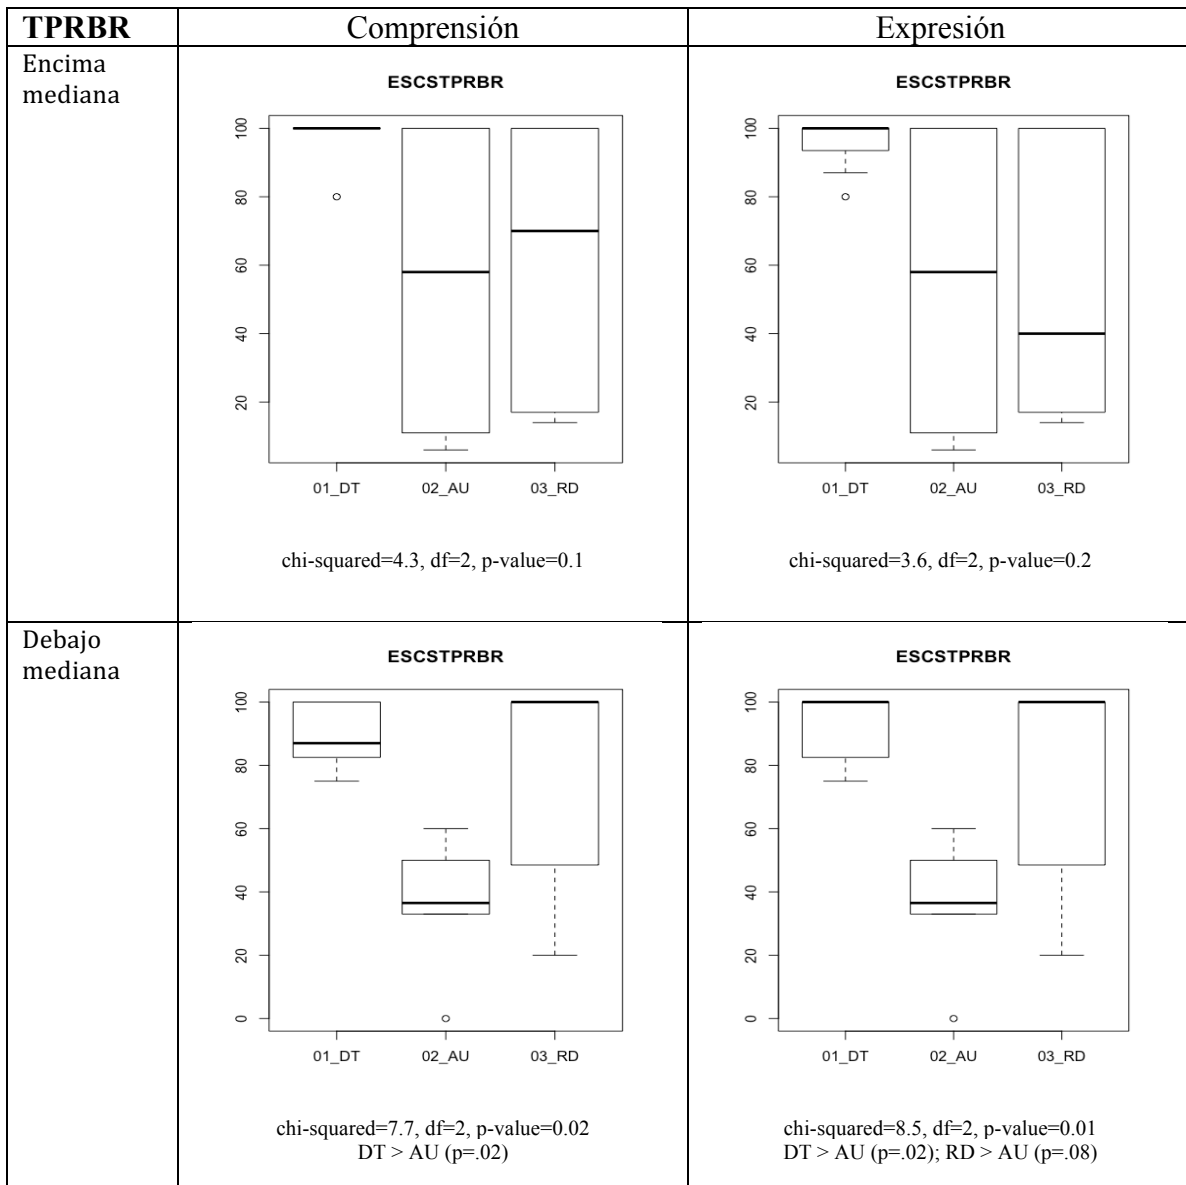 TPRBR Comprensión Expresión
Encima
mediana
ESCSTPRBR
100
80
60
40
20
01_DT 02_AU 03_RD
chi-squared=4.3, df=2, p-value=0.1
ESCSTPRBR
100
80
60
40
20
01_DT 02_AU 03_RD
chi-squared=3.6, df=2, p-value=0.2
Debajo
mediana
ESCSTPRBR
100
80
60
40
20
0
01_DT 02_AU 03_RD
chi-squared=7.7, df=2, p-value=0.02
DT > AU (p=.02)
ESCSTPRBR
100
80
60
40
20
0
01_DT 02_AU 03_RD
chi-squared=8.5, df=2, p-value=0.01
DT > AU (p=.02); RD > AU (p=.08)